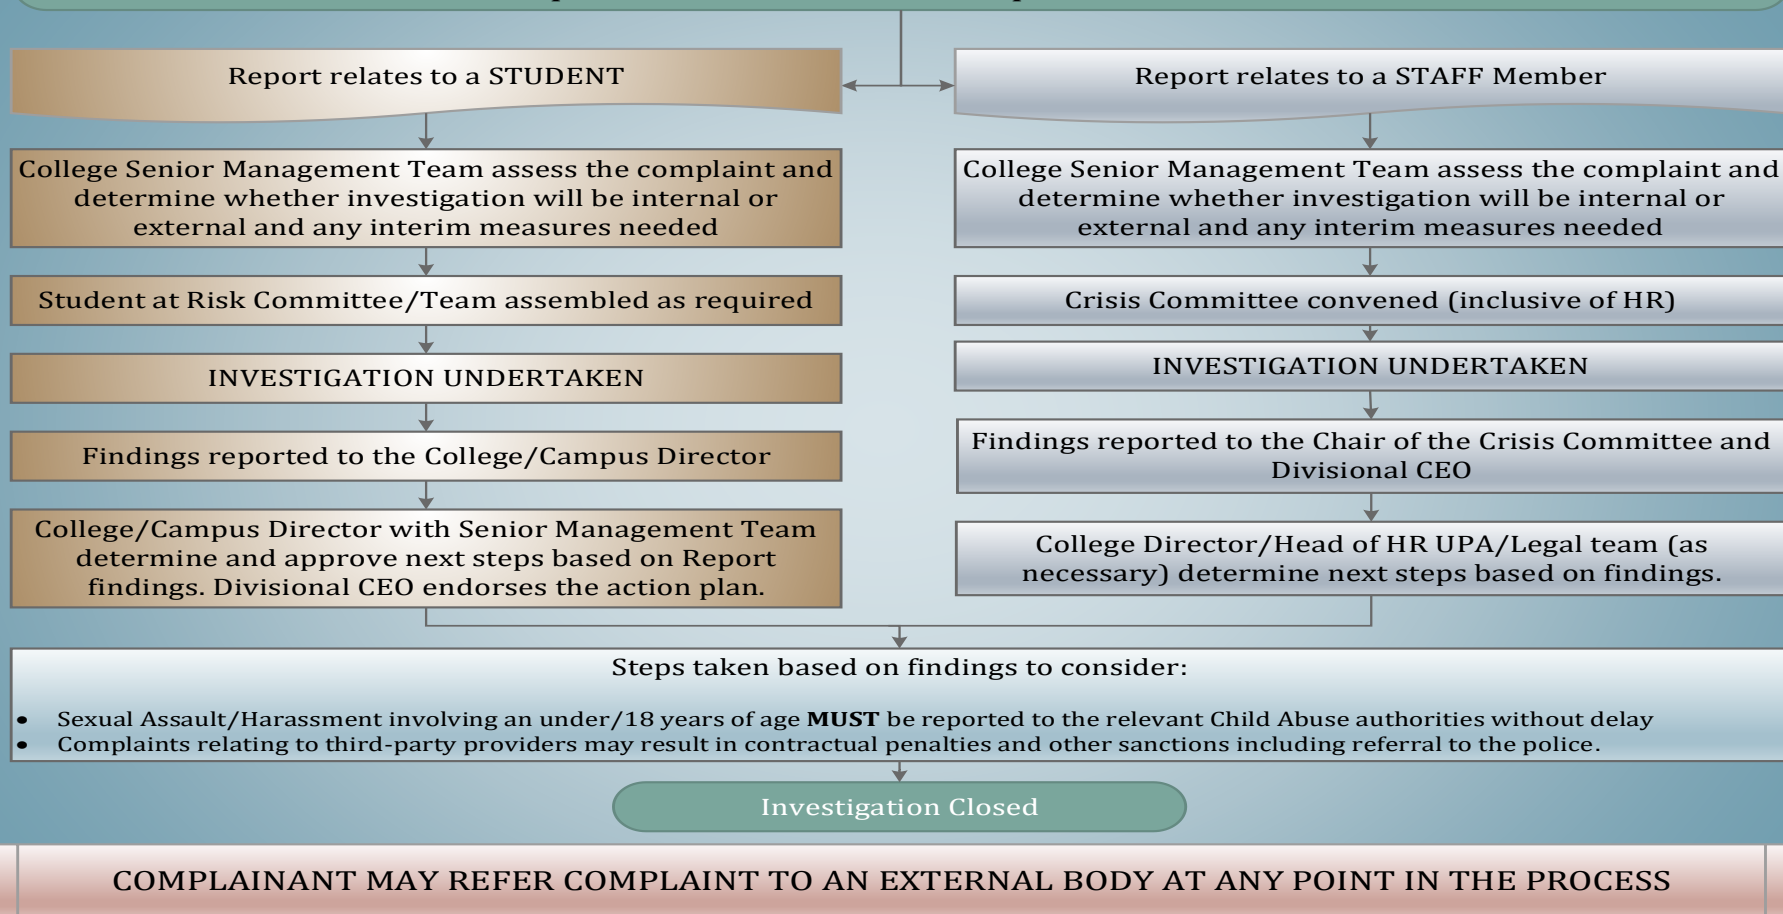 Report relates to a STUDENT
Report relates to a STAFF Member
College Senior Management Team assess the complaint and
determine whether investigation will be internal or
external and any interim measures needed
College Senior Management Team assess the complaint and
determine whether investigation will be internal or
external and any interim measures needed
Student at Risk Committee/Team assembled as required
Crisis Committee convened (inclusive of HR)
INVESTIGATION UNDERTAKEN
INVESTIGATION UNDERTAKEN
Findings reported to the College/Campus Director
Findings reported to the Chair of the Crisis Committee and
Divisional CEO
College/Campus Director with Senior Management Team
determine and approve next steps based on Report
findings. Divisional CEO endorses the action plan.
College Director/Head of HR UPA/Legal team (as
necessary) determine next steps based on findings.
Steps taken based on findings to consider:
• Sexual Assault/Harassment involving an under/18 years of age MUST be reported to the relevant Child Abuse authorities without delay
• Complaints relating to third-party providers may result in contractual penalties and other sanctions including referral to the police.
Investigation Closed
COMPLAINANT MAY REFER COMPLAINT TO AN EXTERNAL BODY AT ANY POINT IN THE PROCESS